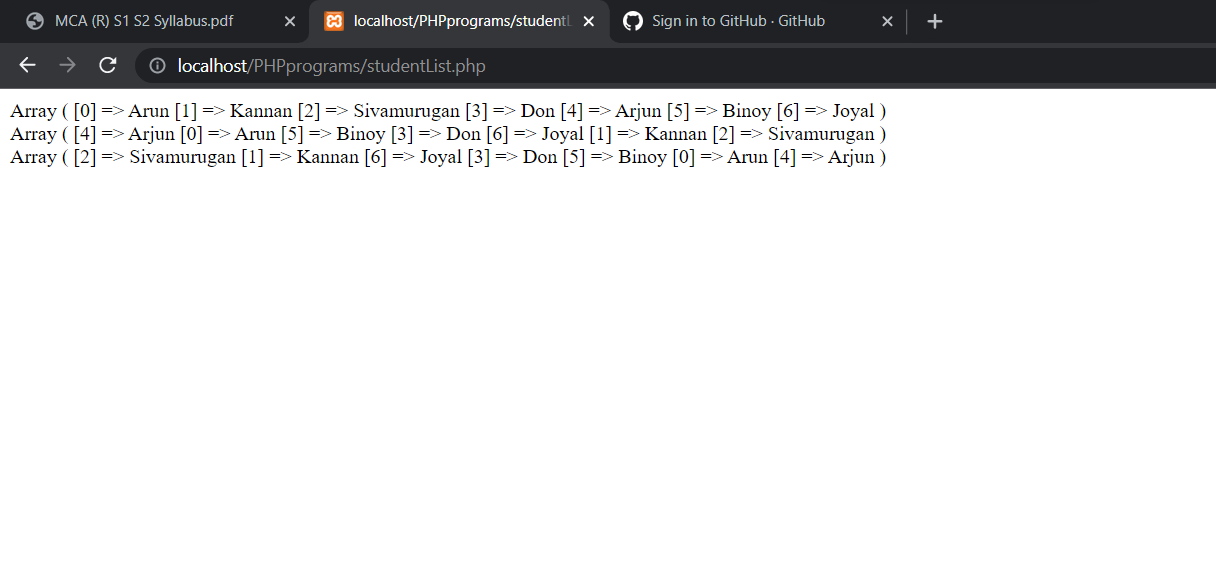 MCA (R) S1 S2 Syllabus.pdf
localhost/PHPprograms/studentL
Sign in to GitHub · GitHub
localhost/PHPprograms/studentList.php
Array ( [0] => Arun [1] => Kannan [2] => Sivamurugan [3] => Don [4] => Arjun [5] => Binoy [6] => Joyal )
Array ( [4] => Arjun [0] => Arun [5] => Binoy [3] => Don [6] => Joyal [1] => Kannan [2] => Sivamurugan )
Array ( [2] => Sivamurugan [1] => Kannan [6] => Joyal [3] => Don [5] => Binoy [0] => Arun [4] => Arjun )